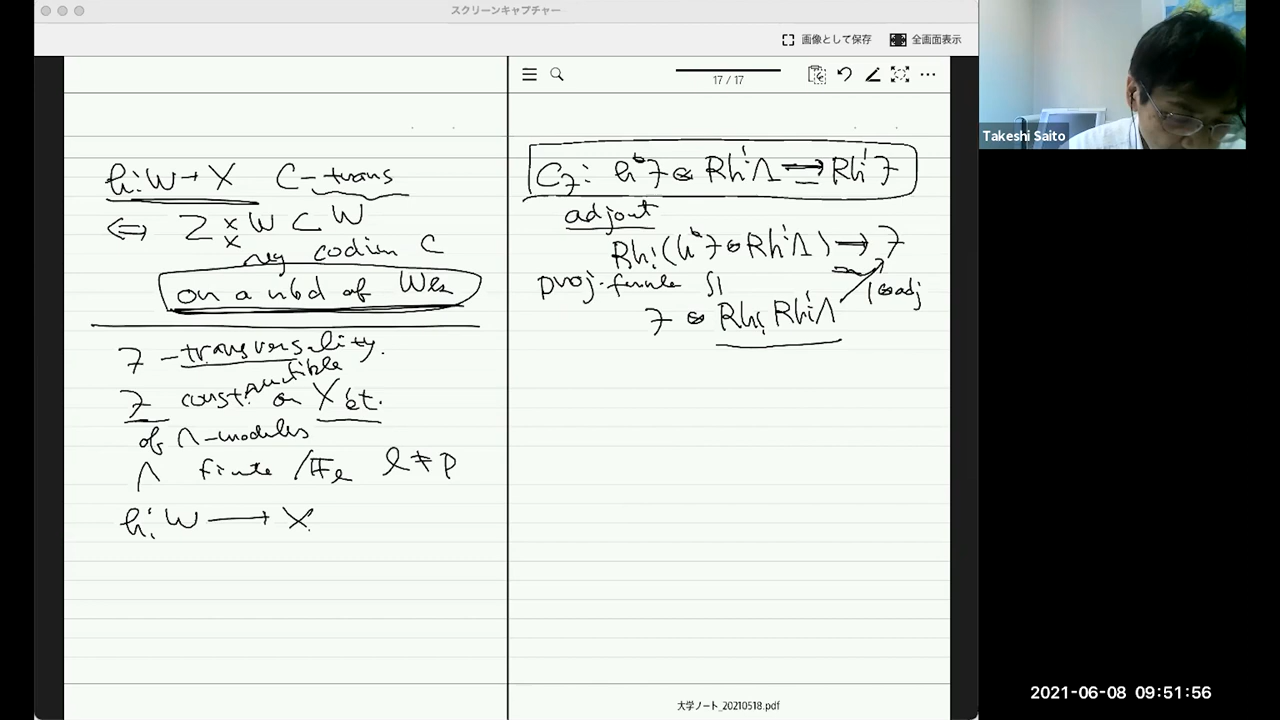 スクリーンキャプチャー
画像として保存
全画面表示
17 / 17
h: W → X C-trans
⇔ Z ×_X W ⊂ W
reg codim C
on a nbd of
F-transversality.
F constructible on X ét.
of Λ-modules
Λ finite /F_ℓ ℓ≠p
h: W → X
C_F: h*F ⊗ Rh!Λ → Rh!F
adjoint
Rh!(h*F ⊗ Rh!Λ) → F
proj. formula
1⊗adj
F ⊗ Rh! Rh!Λ
大学ノート_20210518.pdf
Takeshi Saito
2021-06-08 09:51:56